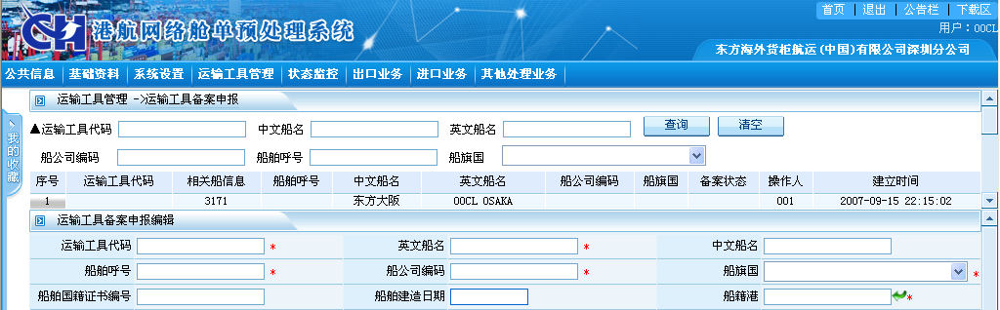 首页 退出 公告栏 下载区
用户:OOCL
CH 港航网络舱单预处理系统
东方海外货柜航运(中国)有限公司深圳分公司
公共信息 基础资料 系统设置 运输工具管理 状态监控 出口业务 进口业务 其他处理业务
我的收藏
运输工具管理 ->运输工具备案申报
▲运输工具代码 中文船名 英文船名 查询 清空
船公司编码 船舶呼号 船旗国
序号 运输工具代码 相关船信息 船舶呼号 中文船名 英文船名 船公司编码 船旗国 备案状态 操作人 建立时间
1 3171 东方大阪 OOCL OSAKA 001 2007-09-15 22:15:02
运输工具备案申报编辑
运输工具代码 * 英文船名 * 中文船名
船舶呼号 * 船公司编码 * 船旗国 *
船舶国籍证书编号 船舶建造日期 船籍港 *